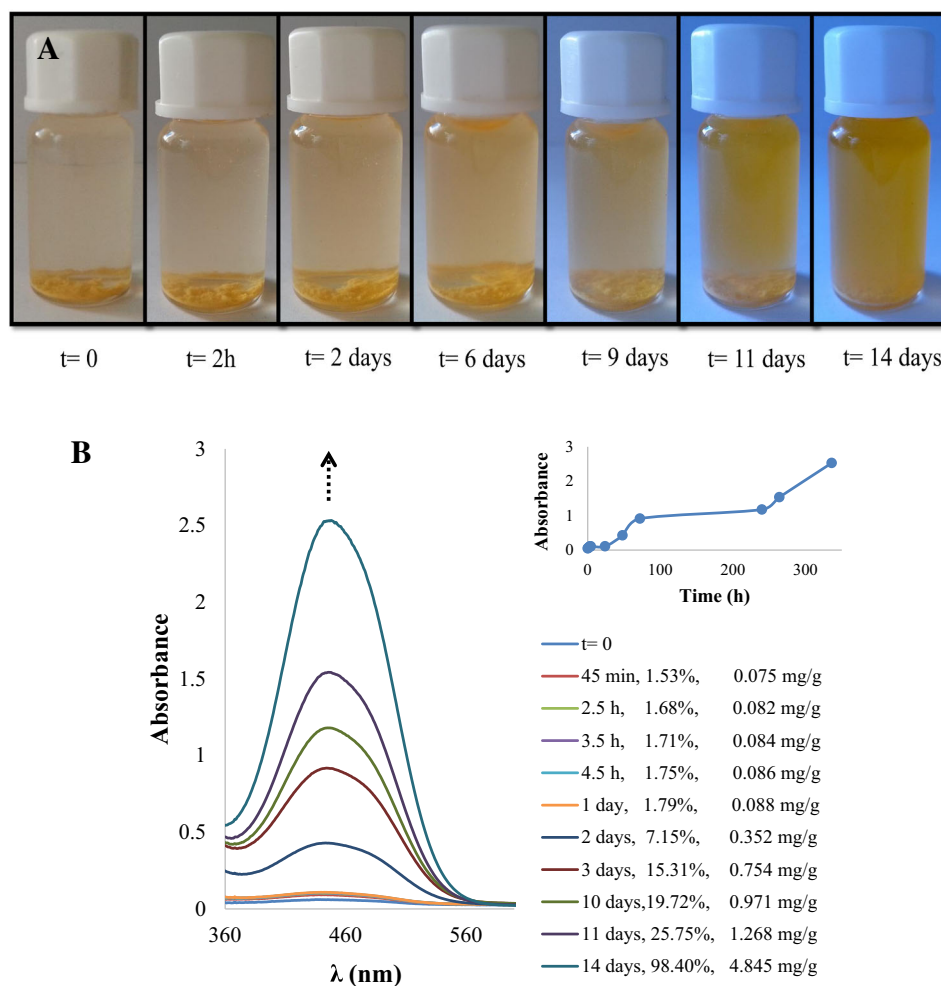 A
t= 0 t= 2h t= 2 days t= 6 days t= 9 days t= 11 days t= 14 days
B
3
2.5
2
1.5
1
0.5
0
Absorbance
360 460 560
λ (nm)
3
2
1
0
Absorbance
0 100 200 300
Time (h)
t= 0
45 min, 1.53%, 0.075 mg/g
2.5 h, 1.68%, 0.082 mg/g
3.5 h, 1.71%, 0.084 mg/g
4.5 h, 1.75%, 0.086 mg/g
1 day, 1.79%, 0.088 mg/g
2 days, 7.15%, 0.352 mg/g
3 days, 15.31%, 0.754 mg/g
10 days,19.72%, 0.971 mg/g
11 days, 25.75%, 1.268 mg/g
14 days, 98.40%, 4.845 mg/g